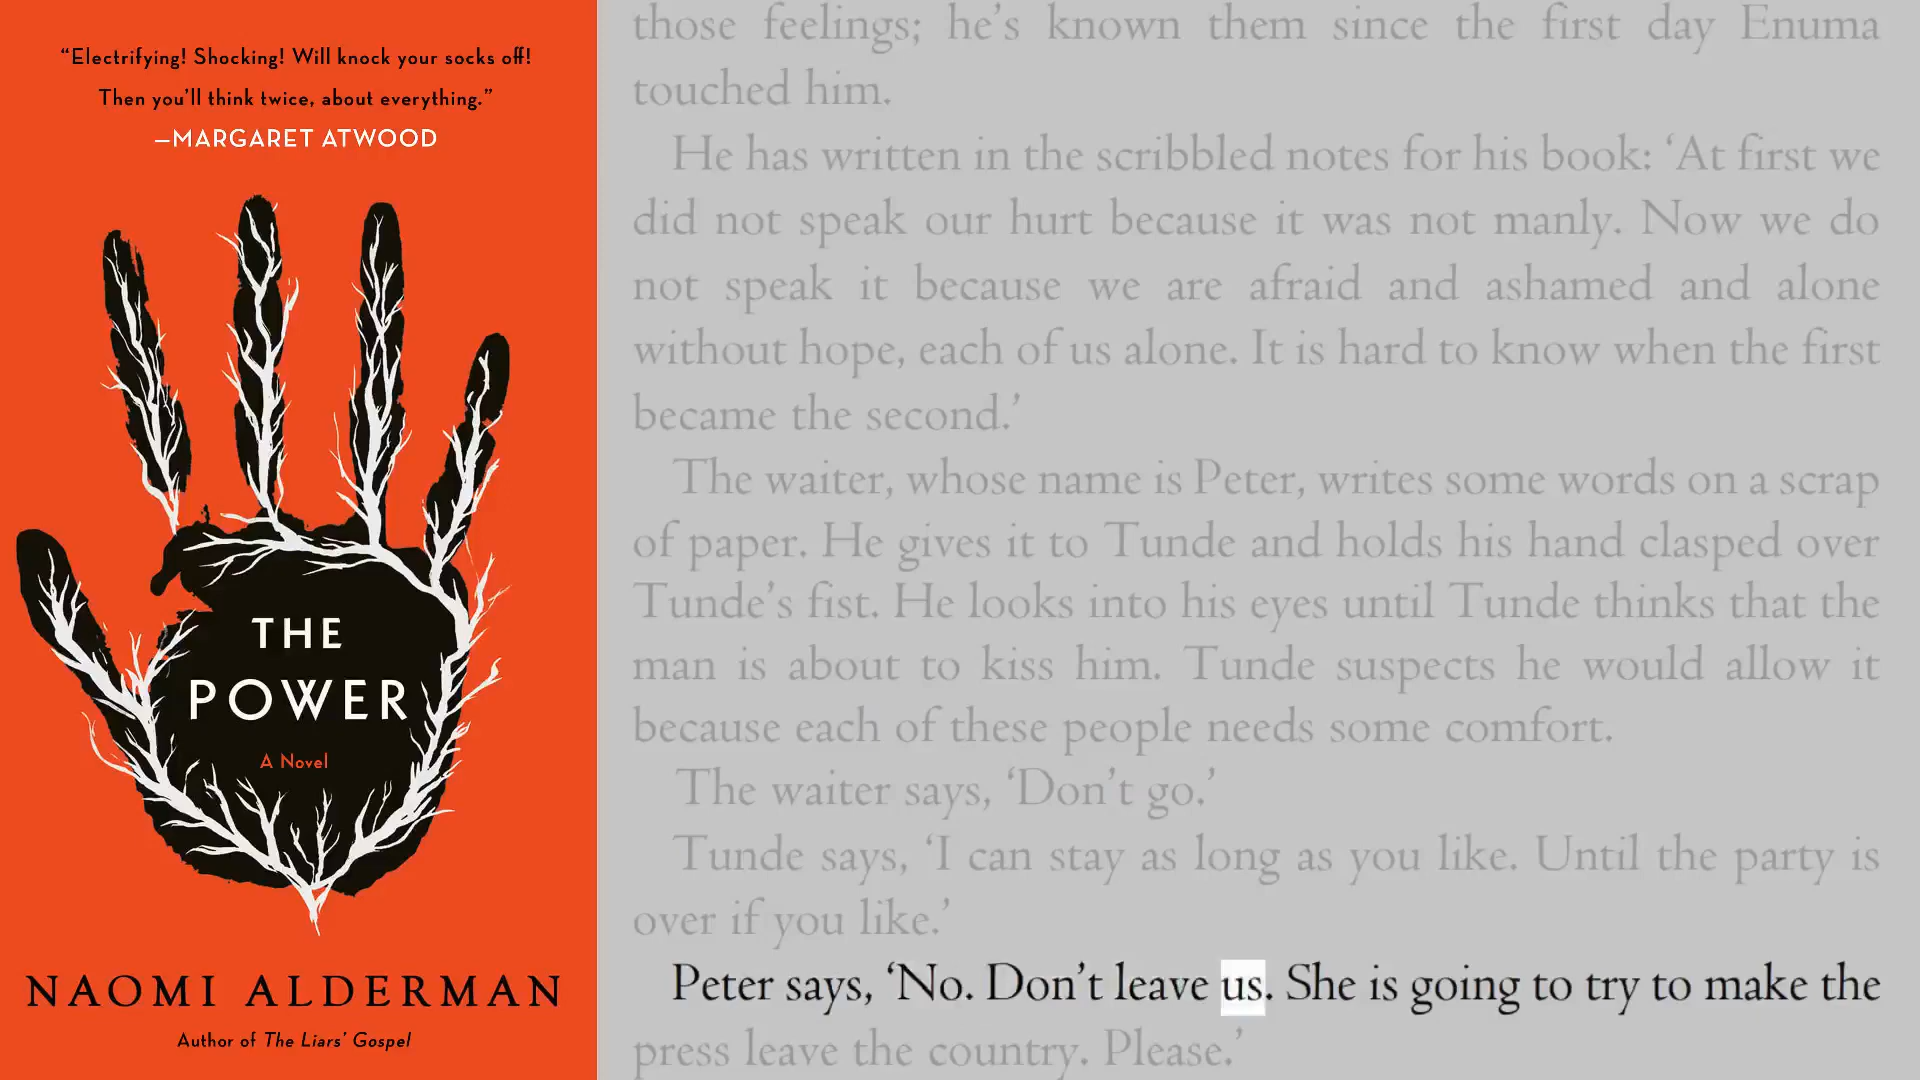 “Electrifying! Shocking! Will knock your socks off!
Then you’ll think twice, about everything.”
—MARGARET ATWOOD
THE
POWER
A Novel
NAOMI ALDERMAN
Author of The Liars’ Gospel
those feelings; he’s known them since the first day Enuma
touched him.
He has written in the scribbled notes for his book: ‘At first we
did not speak our hurt because it was not manly. Now we do
not speak it because we are afraid and ashamed and alone
without hope, each of us alone. It is hard to know when the first
became the second.’
The waiter, whose name is Peter, writes some words on a scrap
of paper. He gives it to Tunde and holds his hand clasped over
Tunde’s fist. He looks into his eyes until Tunde thinks that the
man is about to kiss him. Tunde suspects he would allow it
because each of these people needs some comfort.
The waiter says, ‘Don’t go.’
Tunde says, ‘I can stay as long as you like. Until the party is
over if you like.’
Peter says, ‘No. Don’t leave us. She is going to try to make the
press leave the country. Please.’